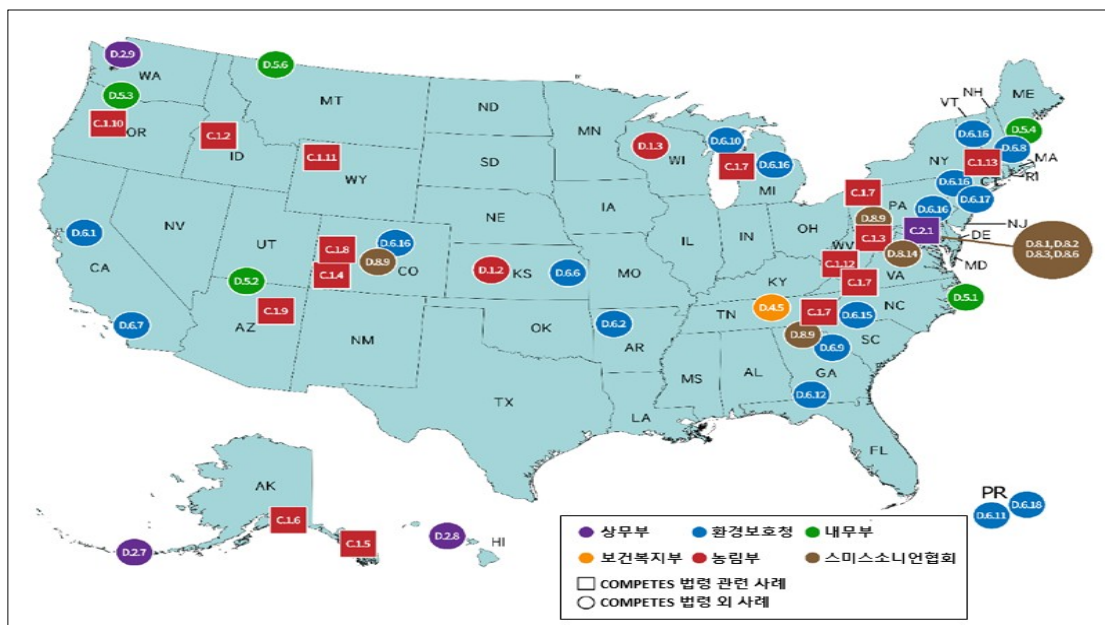 D.2.9
WA
D.5.6
MT
ND
MN
VT
NH
ME
D.5.3
C.1.10
OR
C.1.2
ID
C.1.11
WY
SD
D.1.3
WI
D.6.10
C.1.7
D.6.16
MI
D.6.16
D.5.4
D.6.8
NY
C.1.13
MA
CT
RI
D.6.16
D.6.17
C.1.7
PA
D.6.16
NJ
D.8.9
C.2.1
DE
D.6.1
NV
CA
UT
C.1.8
D.6.16
C.1.4
D.8.9
CO
NE
IA
IL
IN
OH
WV
C.1.3
D.8.14
MD
D.8.1, D.8.2
D.8.3, D.8.6
D.5.2
D.1.2
KS
D.6.6
MO
KY
C.1.12
VA
C.1.7
D.6.7
AZ
C.1.9
NM
OK
D.6.2
AR
TN
D.4.5
C.1.7
D.6.15
NC
D.5.1
D.8.9
D.6.9
SC
TX
LA
MS
AL
GA
D.6.12
FL
AK
C.1.6
C.1.5
D.2.7
D.2.8
HI
PR
D.6.11
D.6.18
상무부 환경보호청 내무부
보건복지부 농림부 스미스소니언협회
COMPETES 법령 관련 사례
COMPETES 법령 외 사례